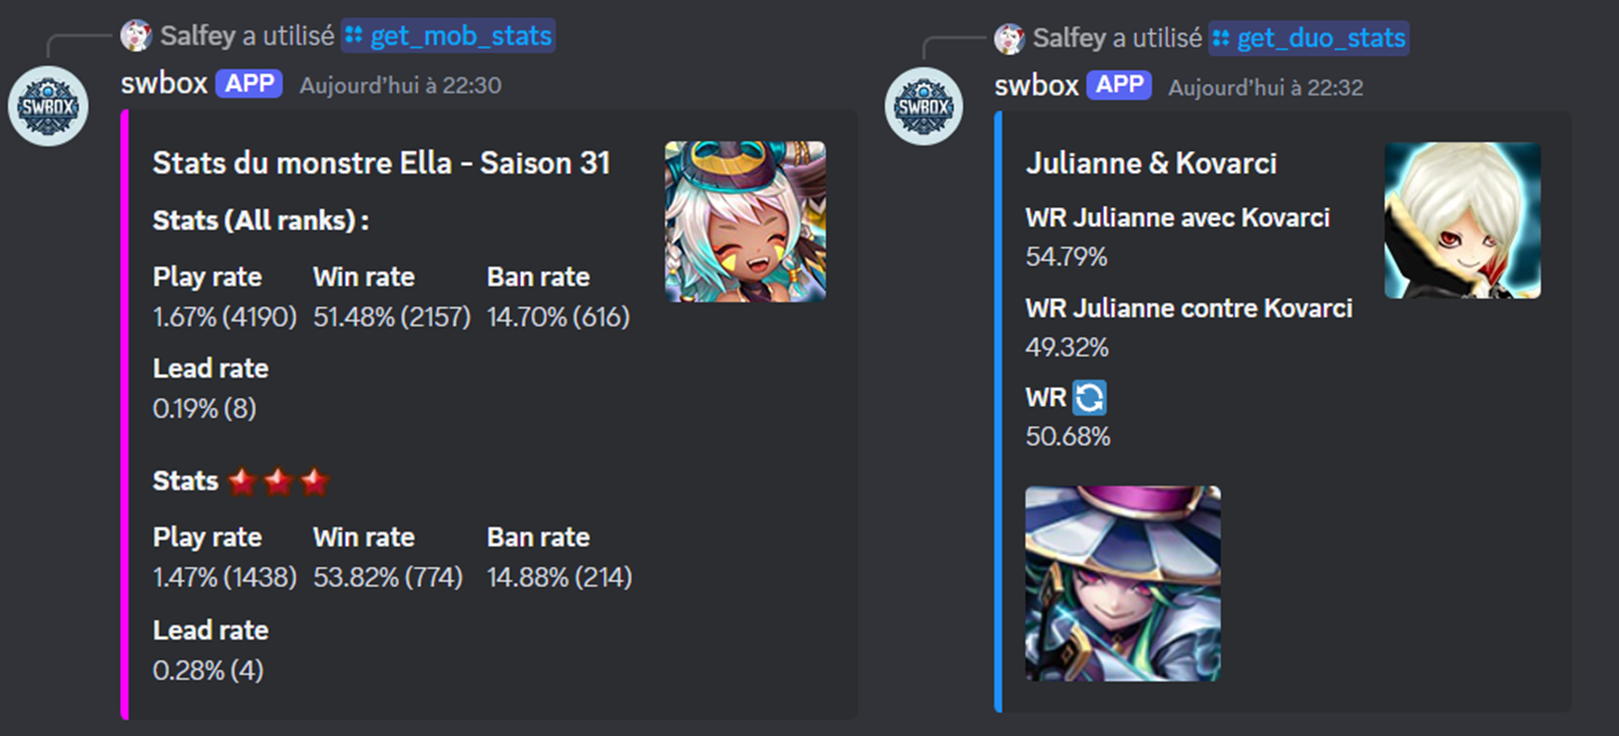 Salfey a utilisé get_mob_stats
SWBOX
swbox APP Aujourd'hui à 22:30
Stats du monstre Ella - Saison 31
Stats (All ranks) :
Play rate Win rate Ban rate
1.67% (4190) 51.48% (2157) 14.70% (616)
Lead rate
0.19% (8)
Stats
Play rate Win rate Ban rate
1.47% (1438) 53.82% (774) 14.88% (214)
Lead rate
0.28% (4)
Salfey a utilisé get_duo_stats
SWBOX
swbox APP Aujourd'hui à 22:32
Julianne & Kovarci
WR Julianne avec Kovarci
54.79%
WR Julianne contre Kovarci
49.32%
WR
50.68%